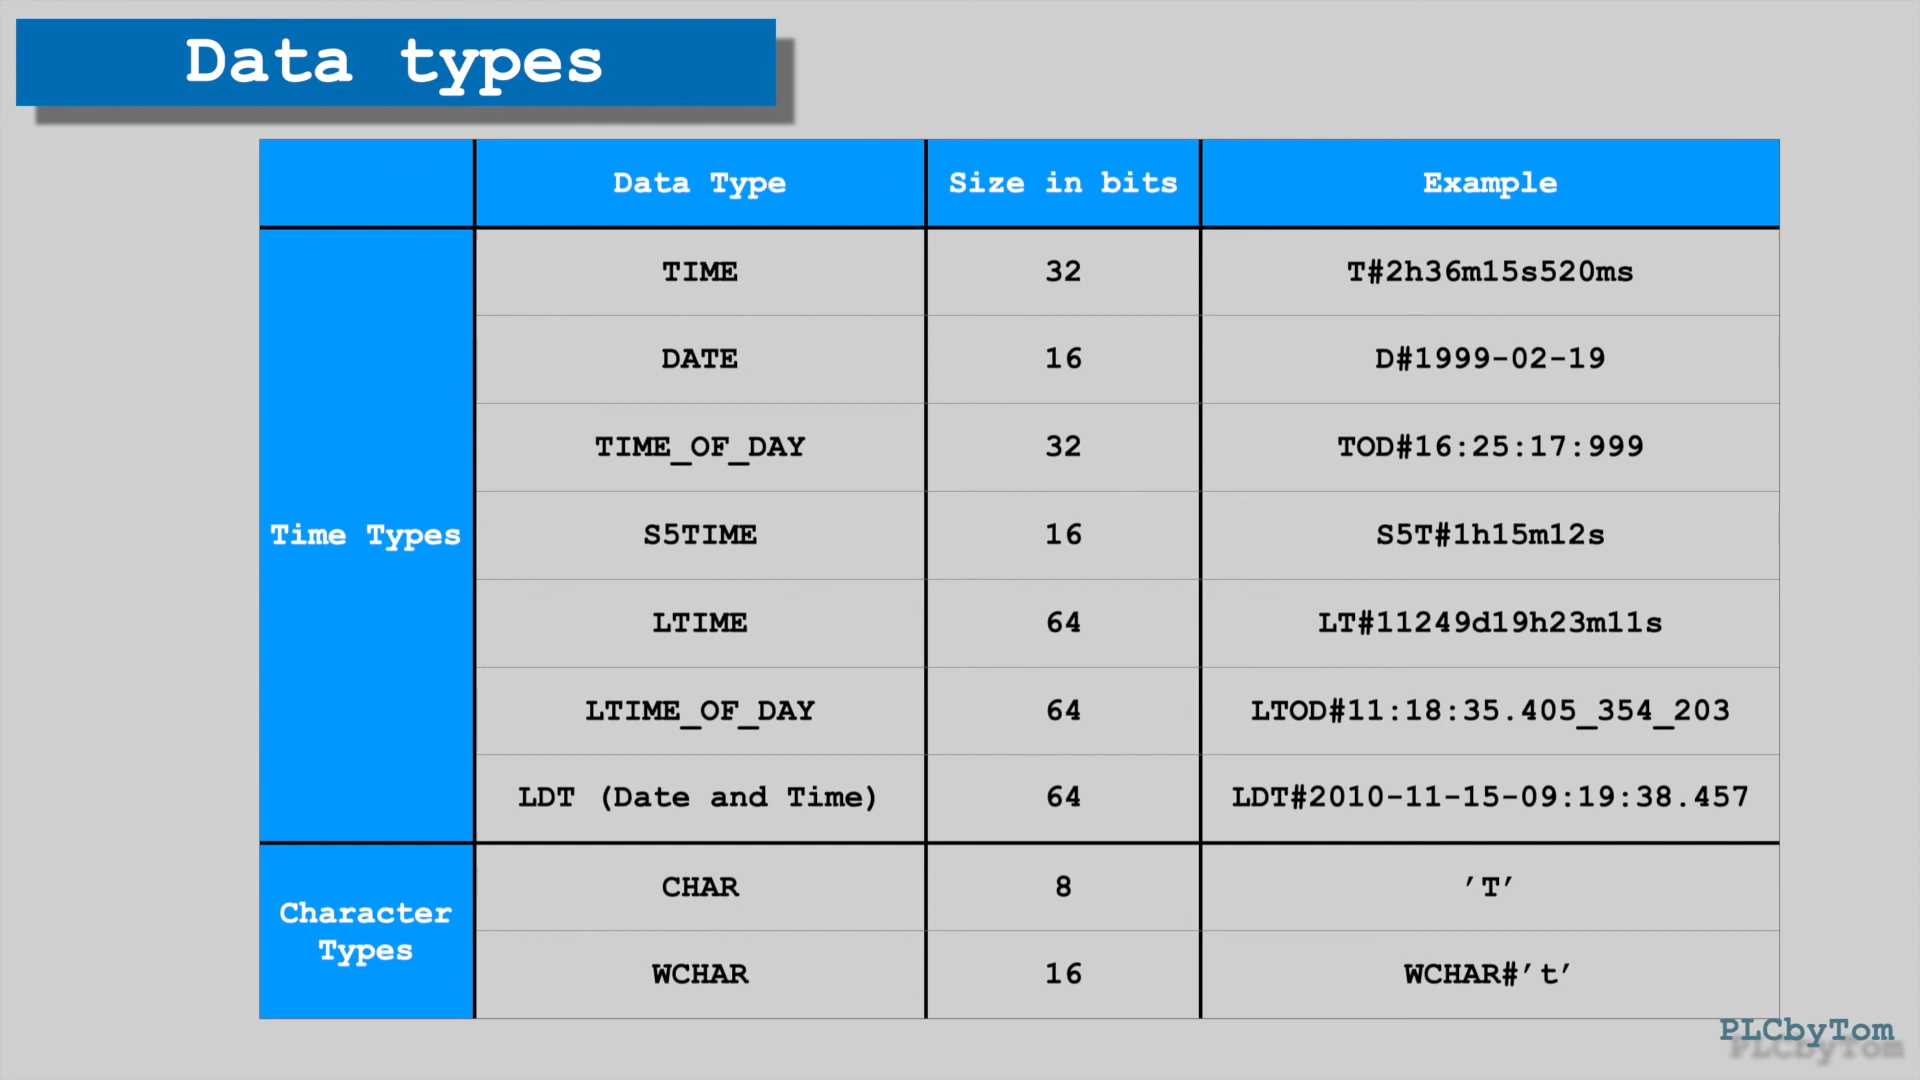 Data types
Data Type Size in bits Example
Time Types
TIME 32 T#2h36m15s520ms
DATE 16 D#1999-02-19
TIME_OF_DAY 32 TOD#16:25:17:999
S5TIME 16 S5T#1h15m12s
LTIME 64 LT#11249d19h23m11s
LTIME_OF_DAY 64 LTOD#11:18:35.405_354_203
LDT (Date and Time) 64 LDT#2010-11-15-09:19:38.457
Character
Types
CHAR 8 ’T’
WCHAR 16 WCHAR#’t’
PLCbyTom